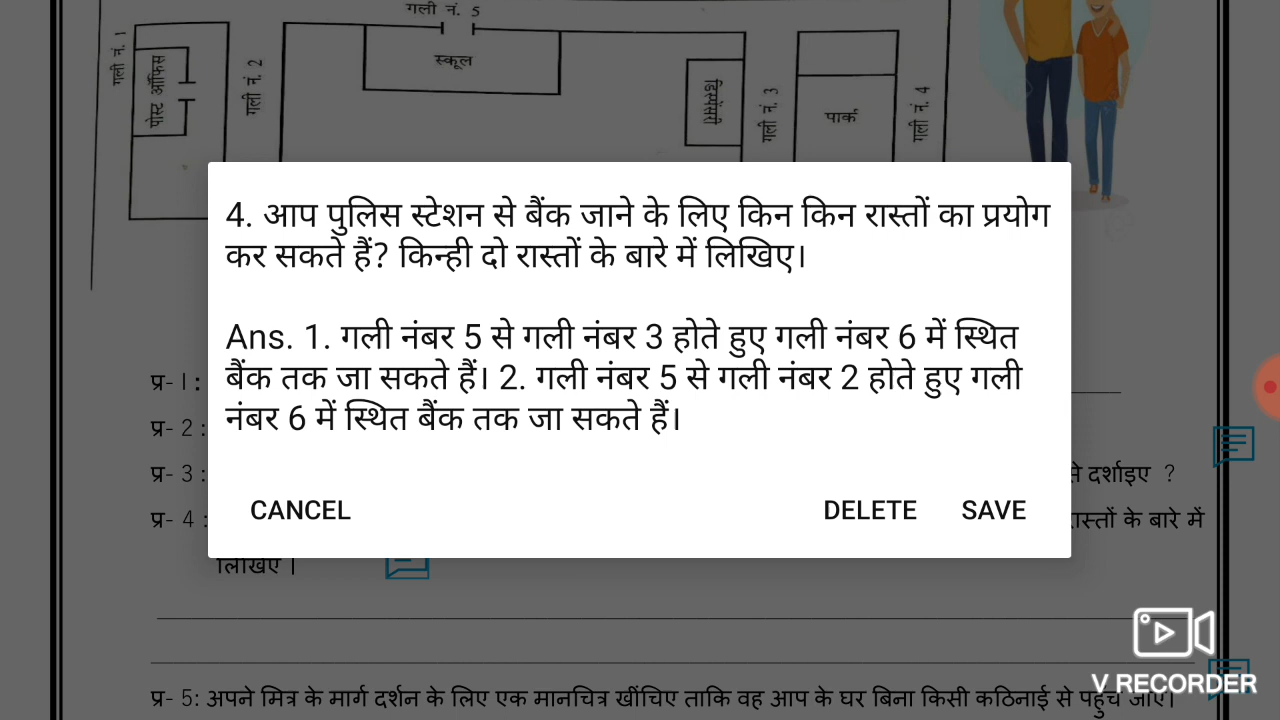 गली नं. 5
गली नं. 1
पोस्ट ऑफिस
गली नं. 2
स्कूल
डिस्पेंसरी
गली नं. 3
पार्क
गली नं. 4
4. आप पुलिस स्टेशन से बैंक जाने के लिए किन किन रास्तों का प्रयोग
कर सकते हैं? किन्ही दो रास्तों के बारे में लिखिए।
Ans. 1. गली नंबर 5 से गली नंबर 3 होते हुए गली नंबर 6 में स्थित
बैंक तक जा सकते हैं। 2. गली नंबर 5 से गली नंबर 2 होते हुए गली
नंबर 6 में स्थित बैंक तक जा सकते हैं।
CANCEL DELETE SAVE
प्र- 1 :
प्र- 2 :
प्र- 3 : से दर्शाइए ?
प्र- 4 : रास्तों के बारे में
लिखिए ।
प्र- 5: अपने मित्र के मार्ग दर्शन के लिए एक मानचित्र खींचिए ताकि वह आप के घर बिना किसी कठिनाई से पहुँच जाए।
V RECORDER